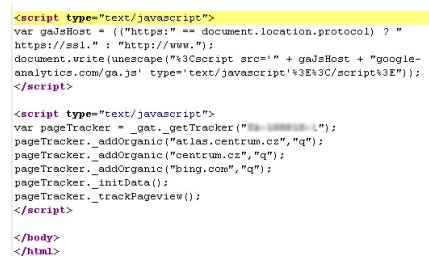 <script type="text/javascript">
var gaJsHost = (("https:" == document.location.protocol) ? "
https://ssl." : "http://www.");
document.write(unescape("%3Cscript src='" + gaJsHost + "google-
analytics.com/ga.js' type='text/javascript'%3E%3C/script%3E"));
</script>
<script type="text/javascript">
var pageTracker = _gat._getTracker("");
pageTracker._addOrganic("atlas.centrum.cz","q");
pageTracker._addOrganic("centrum.cz","q");
pageTracker._addOrganic("bing.com","q");
pageTracker._initData();
pageTracker._trackPageview();
</script>
</body>
</html>